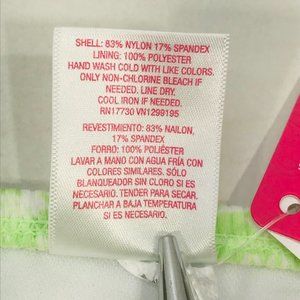 SHELL: 83% NYLON 17% SPANDEX
LINING: 100% POLYESTER
HAND WASH COLD WITH LIKE COLORS.
ONLY NON-CHLORINE BLEACH IF
NEEDED. LINE DRY.
COOL IRON IF NEEDED.
RN17730 VN1299195
REVESTIMIENTO: 83% NAILON,
17% SPANDEX
FORRO: 100% POLIÉSTER
LAVAR A MANO CON AGUA FRÍA CON
COLORES SIMILARES. SÓLO
BLANQUEADOR SIN CLORO SI ES
NECESARIO. TENDER PARA SECAR.
PLANCHAR A BAJA TEMPERATURA
SI ES NECESARIO.